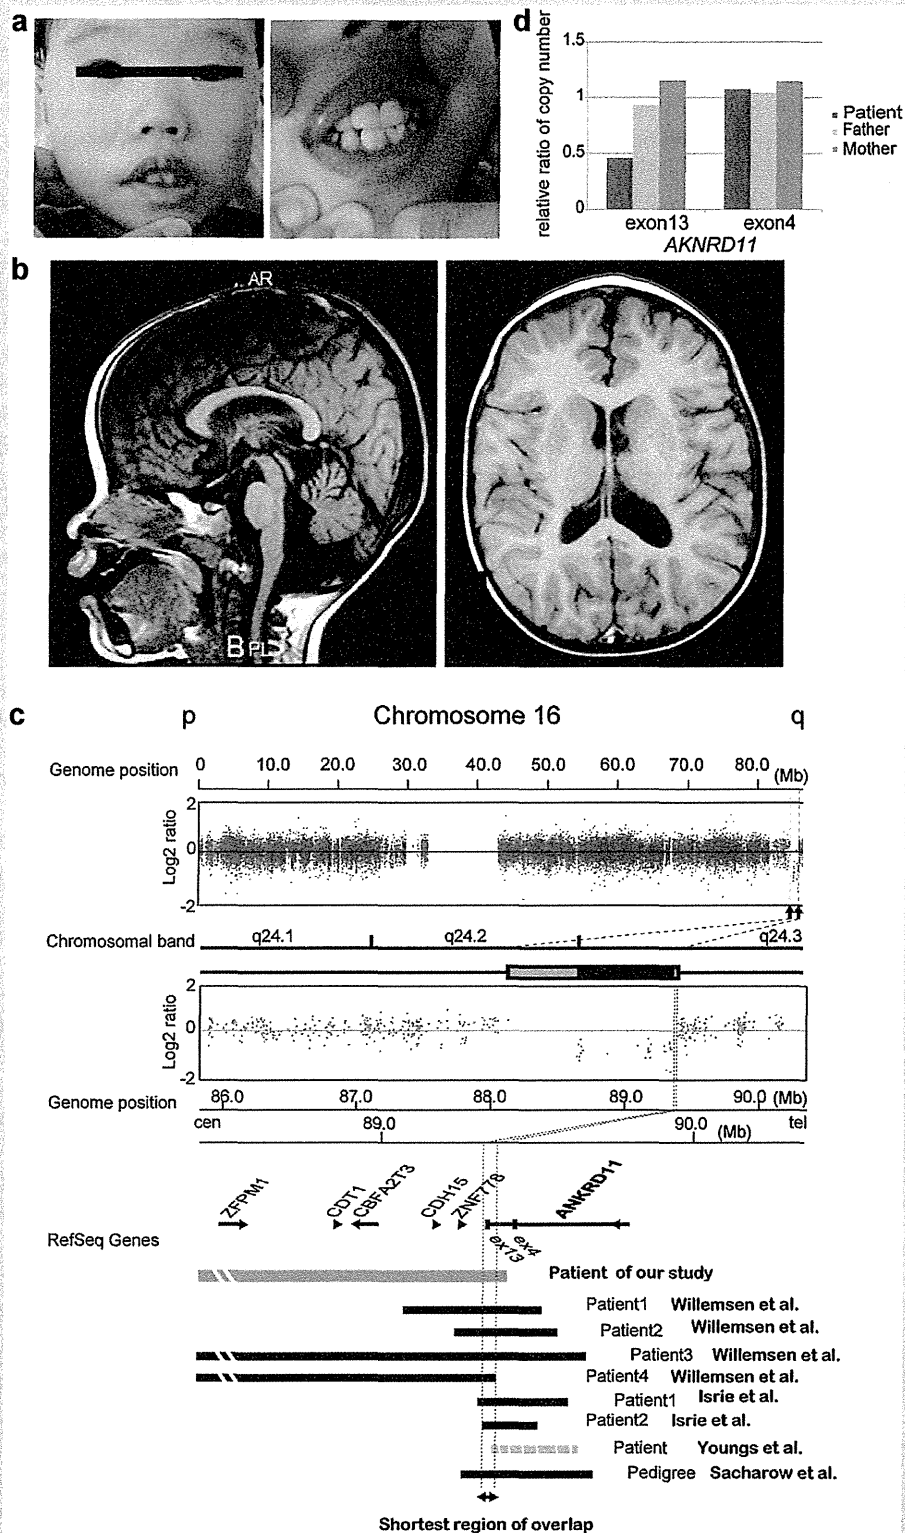 a
d
1.5
1
0.5
0
relative ratio of copy number
Patient
Father
Mother
exon13 exon4
AKNRD11
b
AR
B PL
c
p Chromosome 16 q
Genome position 0 10.0 20.0 30.0 40.0 50.0 60.0 70.0 80.0 (Mb)
Log2 ratio
2
0
-2
Chromosomal band q24.1 q24.2 q24.3
Log2 ratio
2
0
-2
Genome position 86.0 87.0 88.0 89.0 90.0 (Mb)
cen tel
89.0 90.0 (Mb)
ZFPM1 CDT1 CBFA2T3 CDH15 ZNF778 ANKRD11
RefSeq Genes
ex13 ex4
Patient of our study
Patient1 Willemsen et al.
Patient2 Willemsen et al.
Patient3 Willemsen et al.
Patient4 Willemsen et al.
Patient1 Isrie et al.
Patient2 Isrie et al.
Patient Youngs et al.
Pedigree Sacharow et al.
Shortest region of overlap